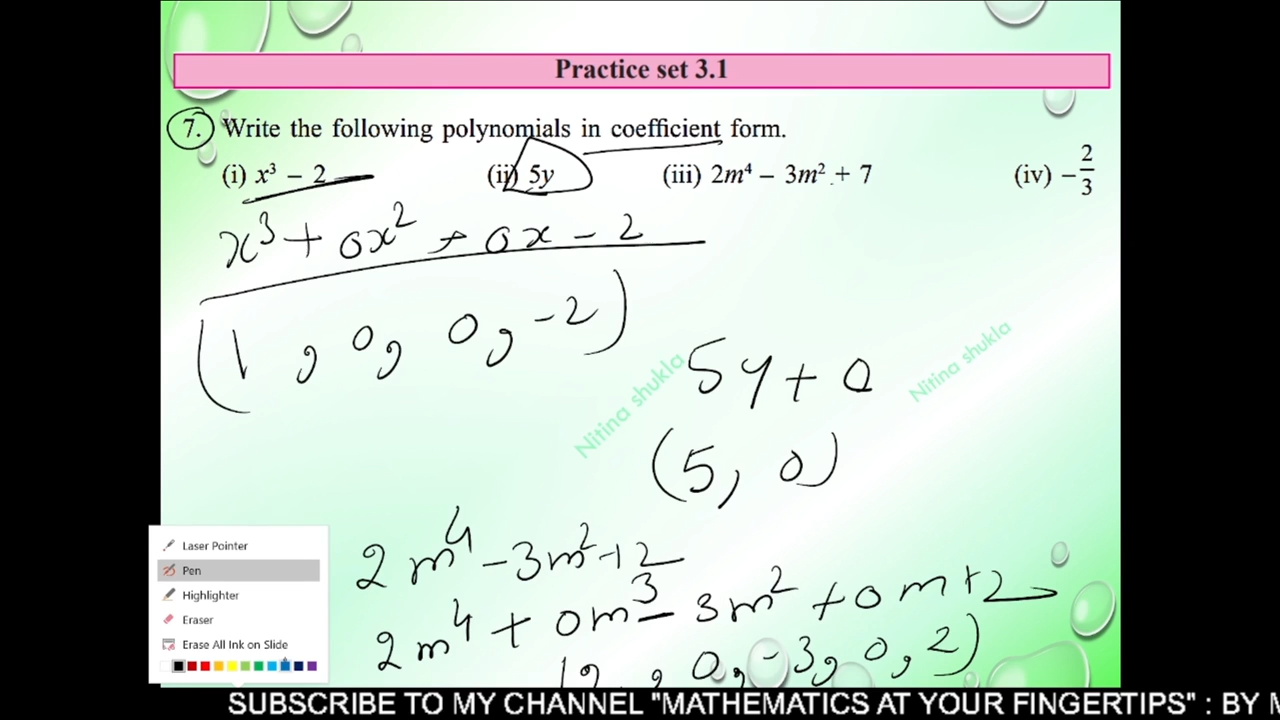 Practice set 3.1
7. Write the following polynomials in coefficient form.
(i) x³ – 2 (ii) 5y (iii) 2m⁴ – 3m² + 7 (iv) –2/3
x³ + 0x² + 0x – 2
(1, 0, 0, -2)
5y + 0
(5, 0)
Nitina shukla
Nitina shukla
2m⁴ – 3m² + 2
2m⁴ + 0m³ – 3m² + 0m + 2
0, -3, 0, 2)
Laser Pointer
Pen
Highlighter
Eraser
Erase All Ink on Slide
SUBSCRIBE TO MY CHANNEL "MATHEMATICS AT YOUR FINGERTIPS" : BY